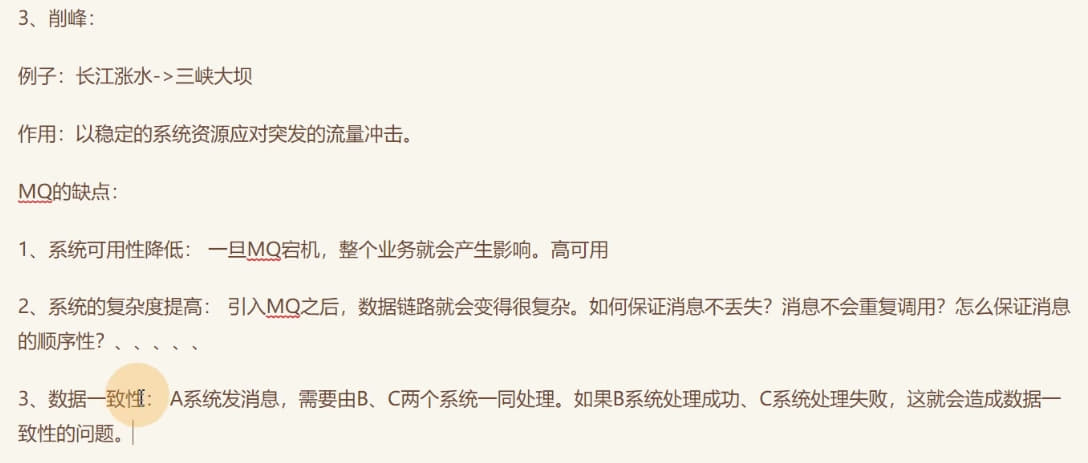 3、削峰：
例子：长江涨水->三峡大坝
作用：以稳定的系统资源应对突发的流量冲击。
MQ的缺点：
1、系统可用性降低： 一旦MQ宕机，整个业务就会产生影响。高可用
2、系统的复杂度提高： 引入MQ之后，数据链路就会变得很复杂。如何保证消息不丢失？消息不会重复调用？怎么保证消息
的顺序性？、、、、、
3、数据一致性： A系统发消息，需要由B、C两个系统一同处理。如果B系统处理成功、C系统处理失败，这就会造成数据一
致性的问题。